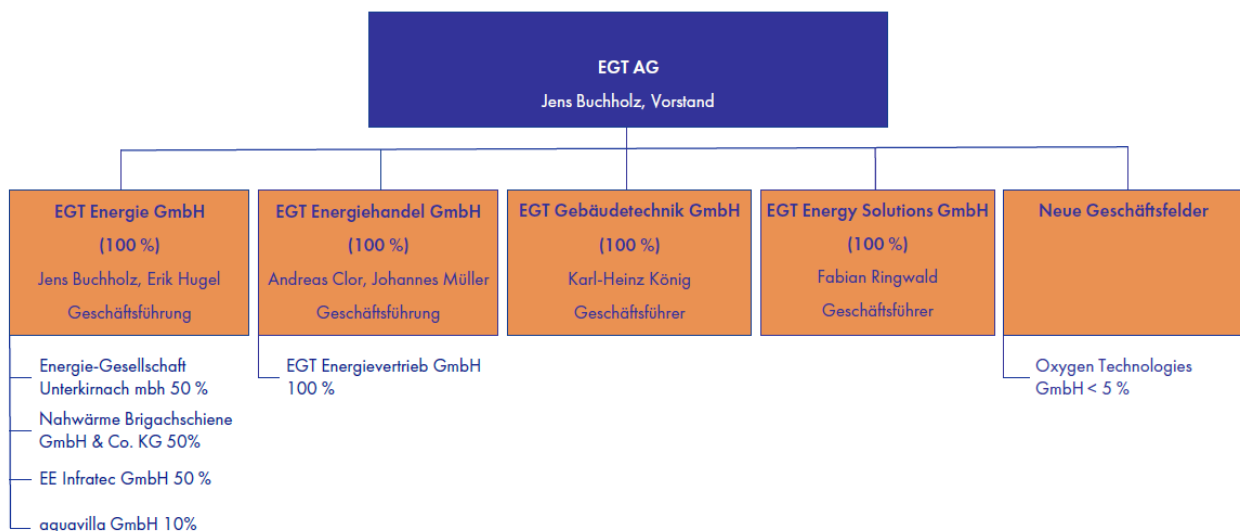 EGT AG
Jens Buchholz, Vorstand
EGT Energie GmbH
(100 %)
Jens Buchholz, Erik Hugel
Geschäftsführung
EGT Energiehandel GmbH
(100 %)
Andreas Clor, Johannes Müller
Geschäftsführung
EGT Gebäudetechnik GmbH
(100 %)
Karl-Heinz König
Geschäftsführer
EGT Energy Solutions GmbH
(100 %)
Fabian Ringwald
Geschäftsführer
Neue Geschäftsfelder
Energie-Gesellschaft
Unterkirnach mbh 50 %
Nahwärme Brigachschiene
GmbH & Co. KG 50%
EE Infratec GmbH 50 %
aquavilla GmbH 10%
EGT Energievertrieb GmbH
100 %
Oxygen Technologies
GmbH < 5 %